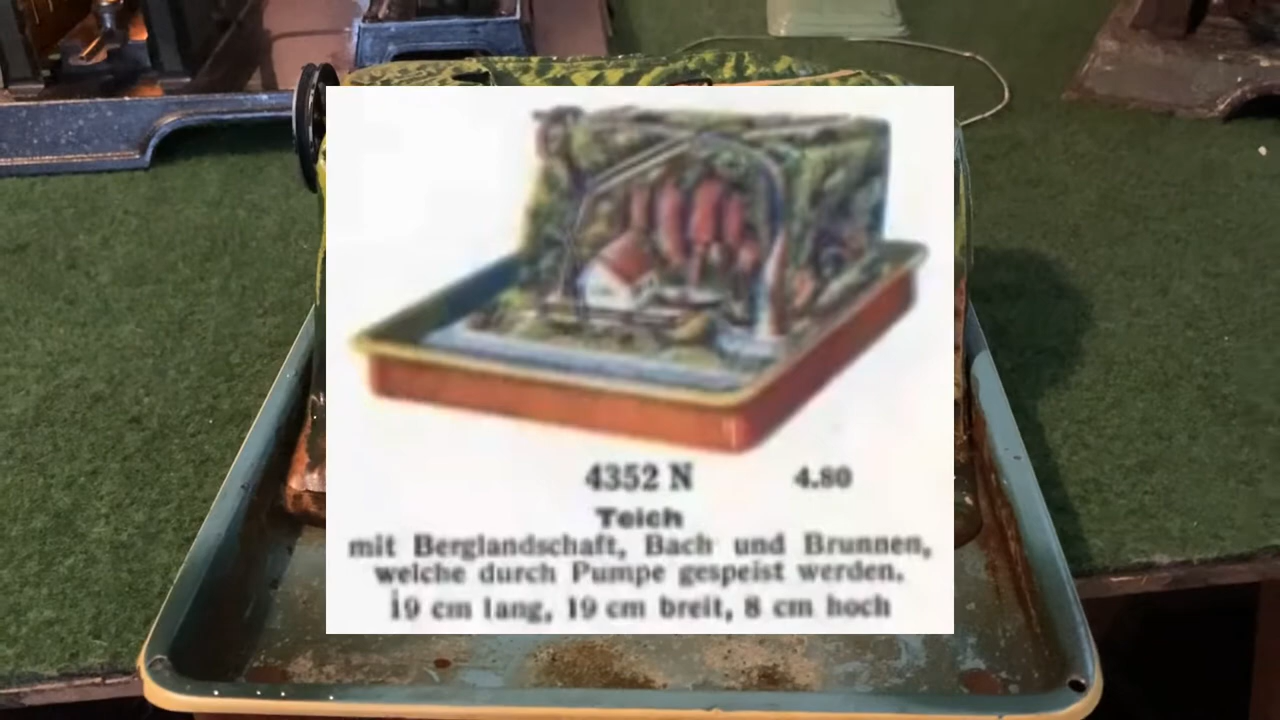 4352 N 4.80
Teich
mit Berglandschaft, Bach und Brunnen,
welche durch Pumpe gespeist werden.
19 cm lang, 19 cm breit, 8 cm hoch